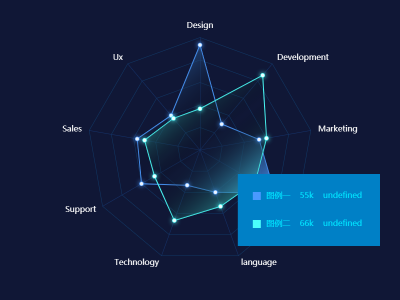 Design
Ux
Development
Sales
Marketing
Support
Technology
language
图例一 55k undefined
图例二 66k undefined